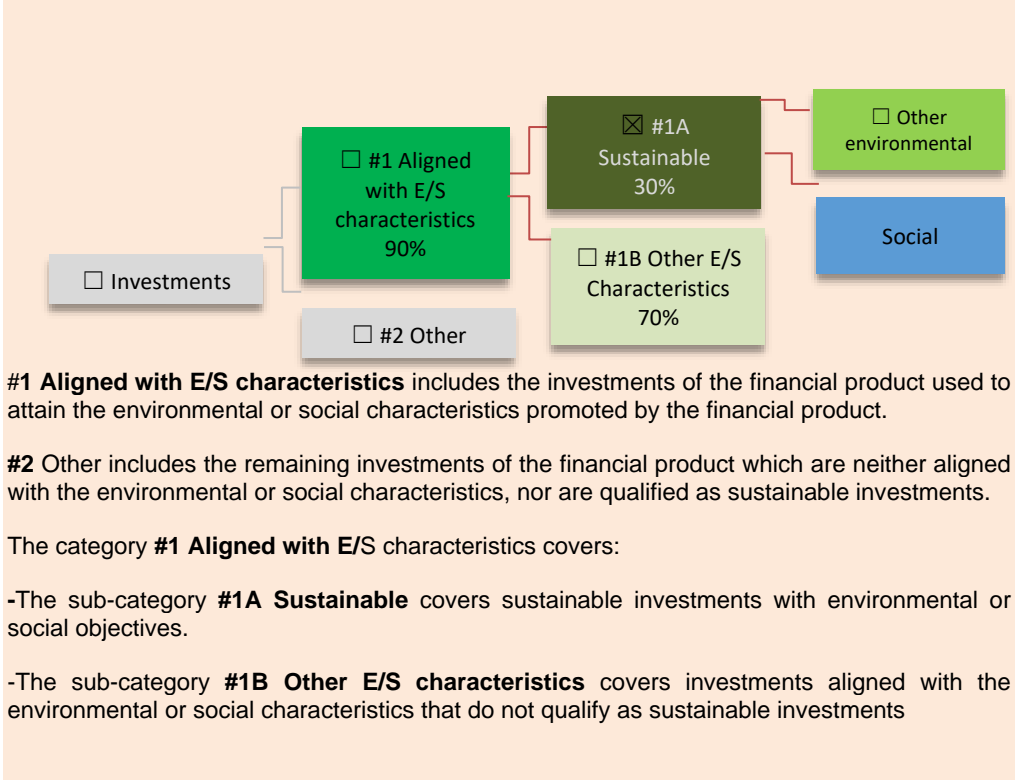 ☐ Investments
☐ #1 Aligned
with E/S
characteristics
90%
☐ #2 Other
☒ #1A
Sustainable
30%
☐ #1B Other E/S
Characteristics
70%
☐ Other
environmental
Social
#1 Aligned with E/S characteristics includes the investments of the financial product used to
attain the environmental or social characteristics promoted by the financial product.
#2 Other includes the remaining investments of the financial product which are neither aligned
with the environmental or social characteristics, nor are qualified as sustainable investments.
The category #1 Aligned with E/S characteristics covers:
-The sub-category #1A Sustainable covers sustainable investments with environmental or
social objectives.
-The sub-category #1B Other E/S characteristics covers investments aligned with the
environmental or social characteristics that do not qualify as sustainable investments